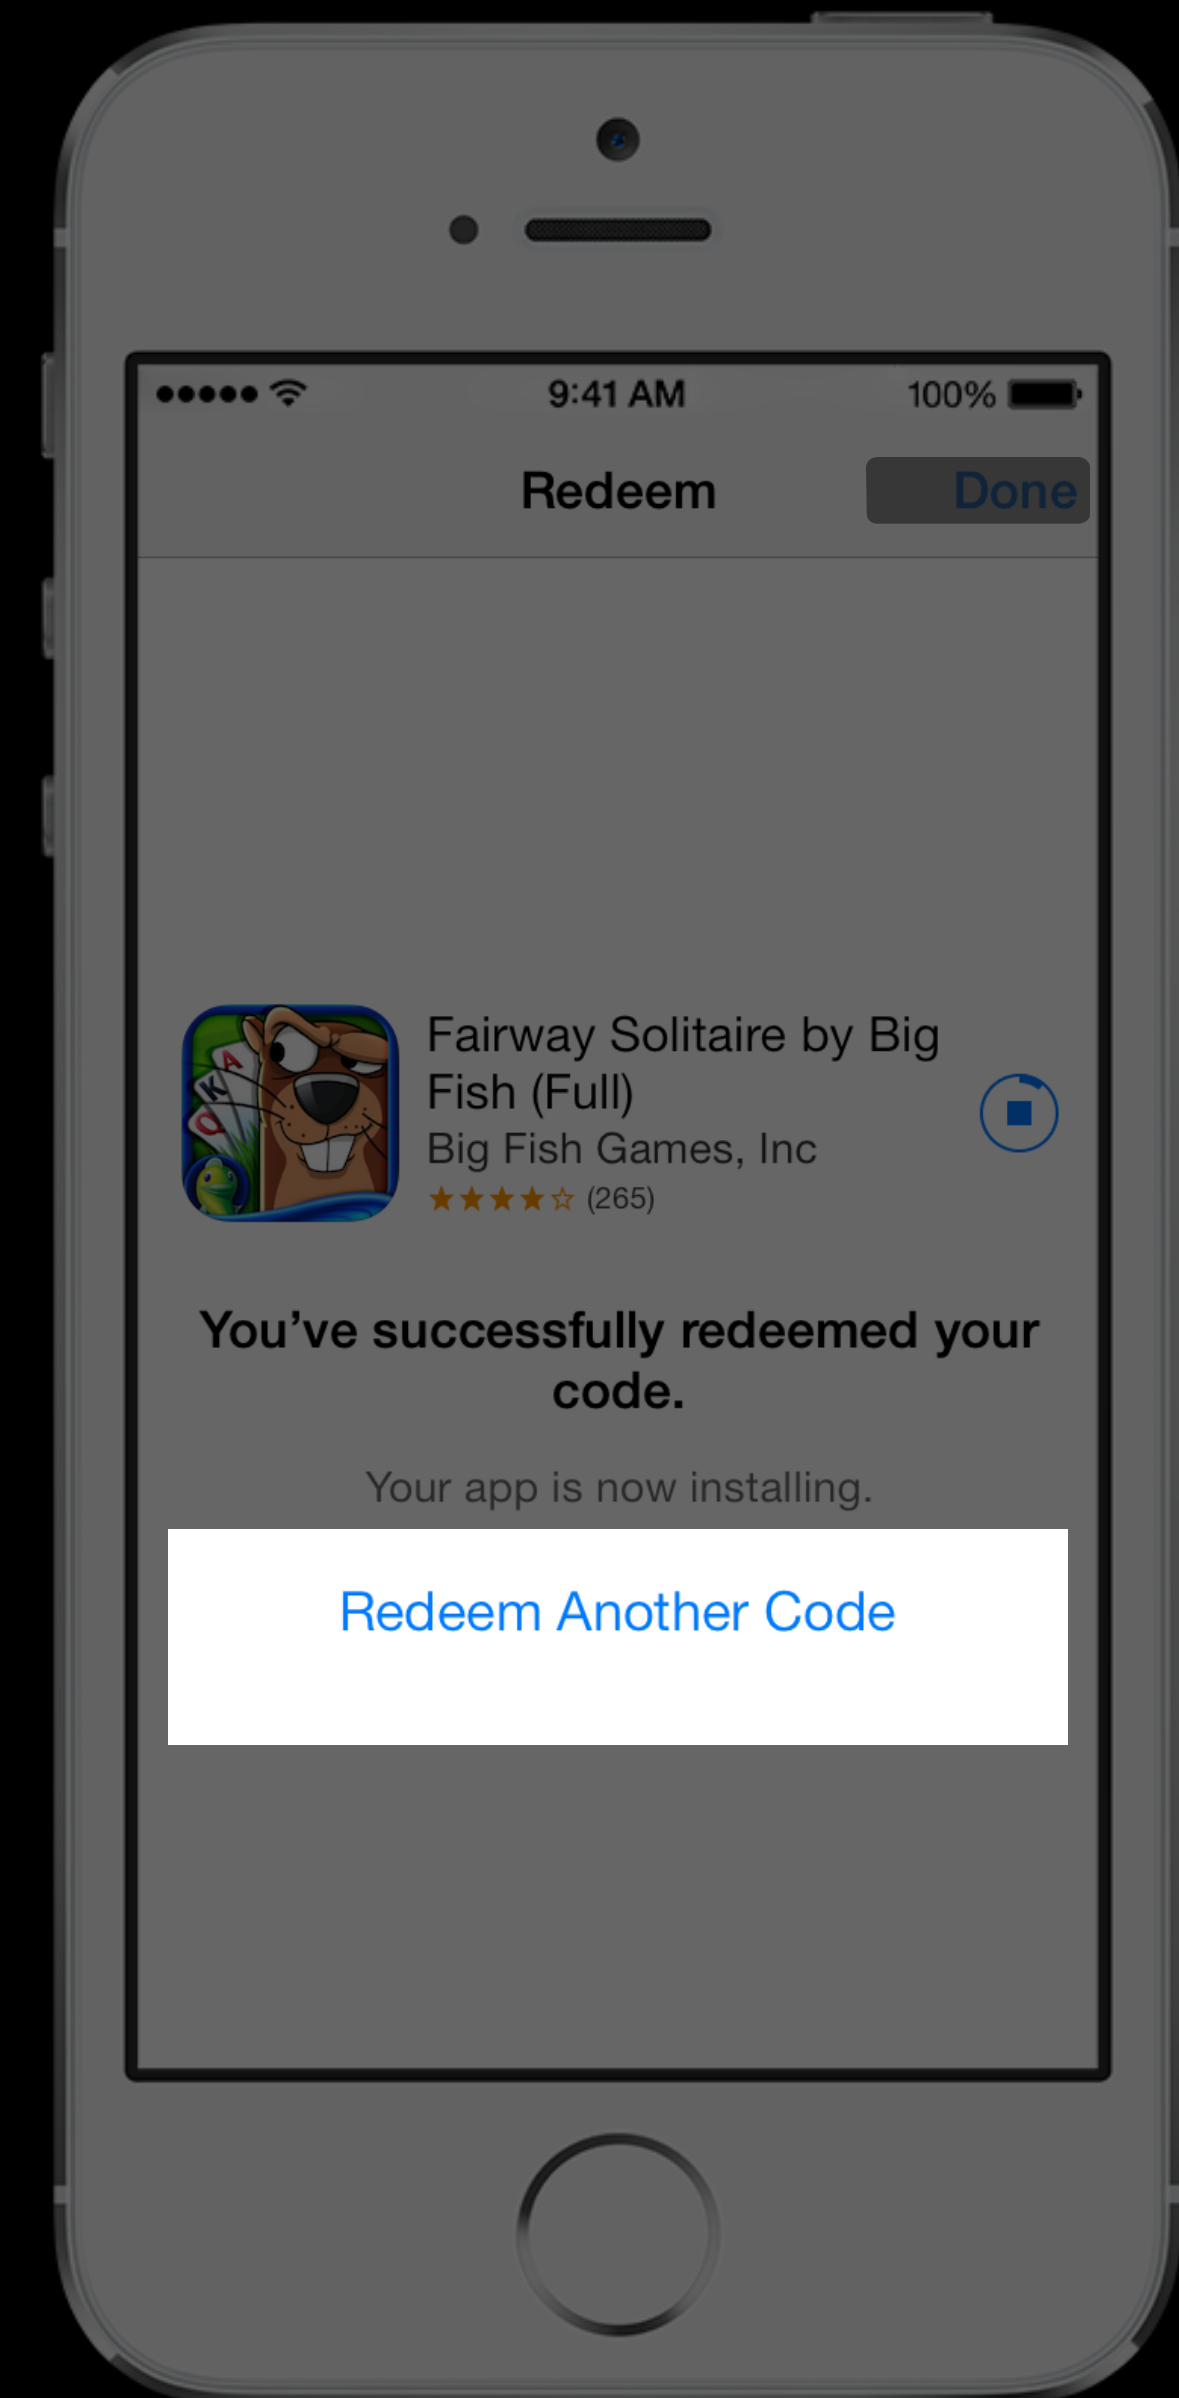 9:41 AM 100%
Redeem Done
A
K
Q
Fairway Solitaire by Big
Fish (Full)
Big Fish Games, Inc
(265)
You’ve successfully redeemed your
code.
Your app is now installing.
Redeem Another Code